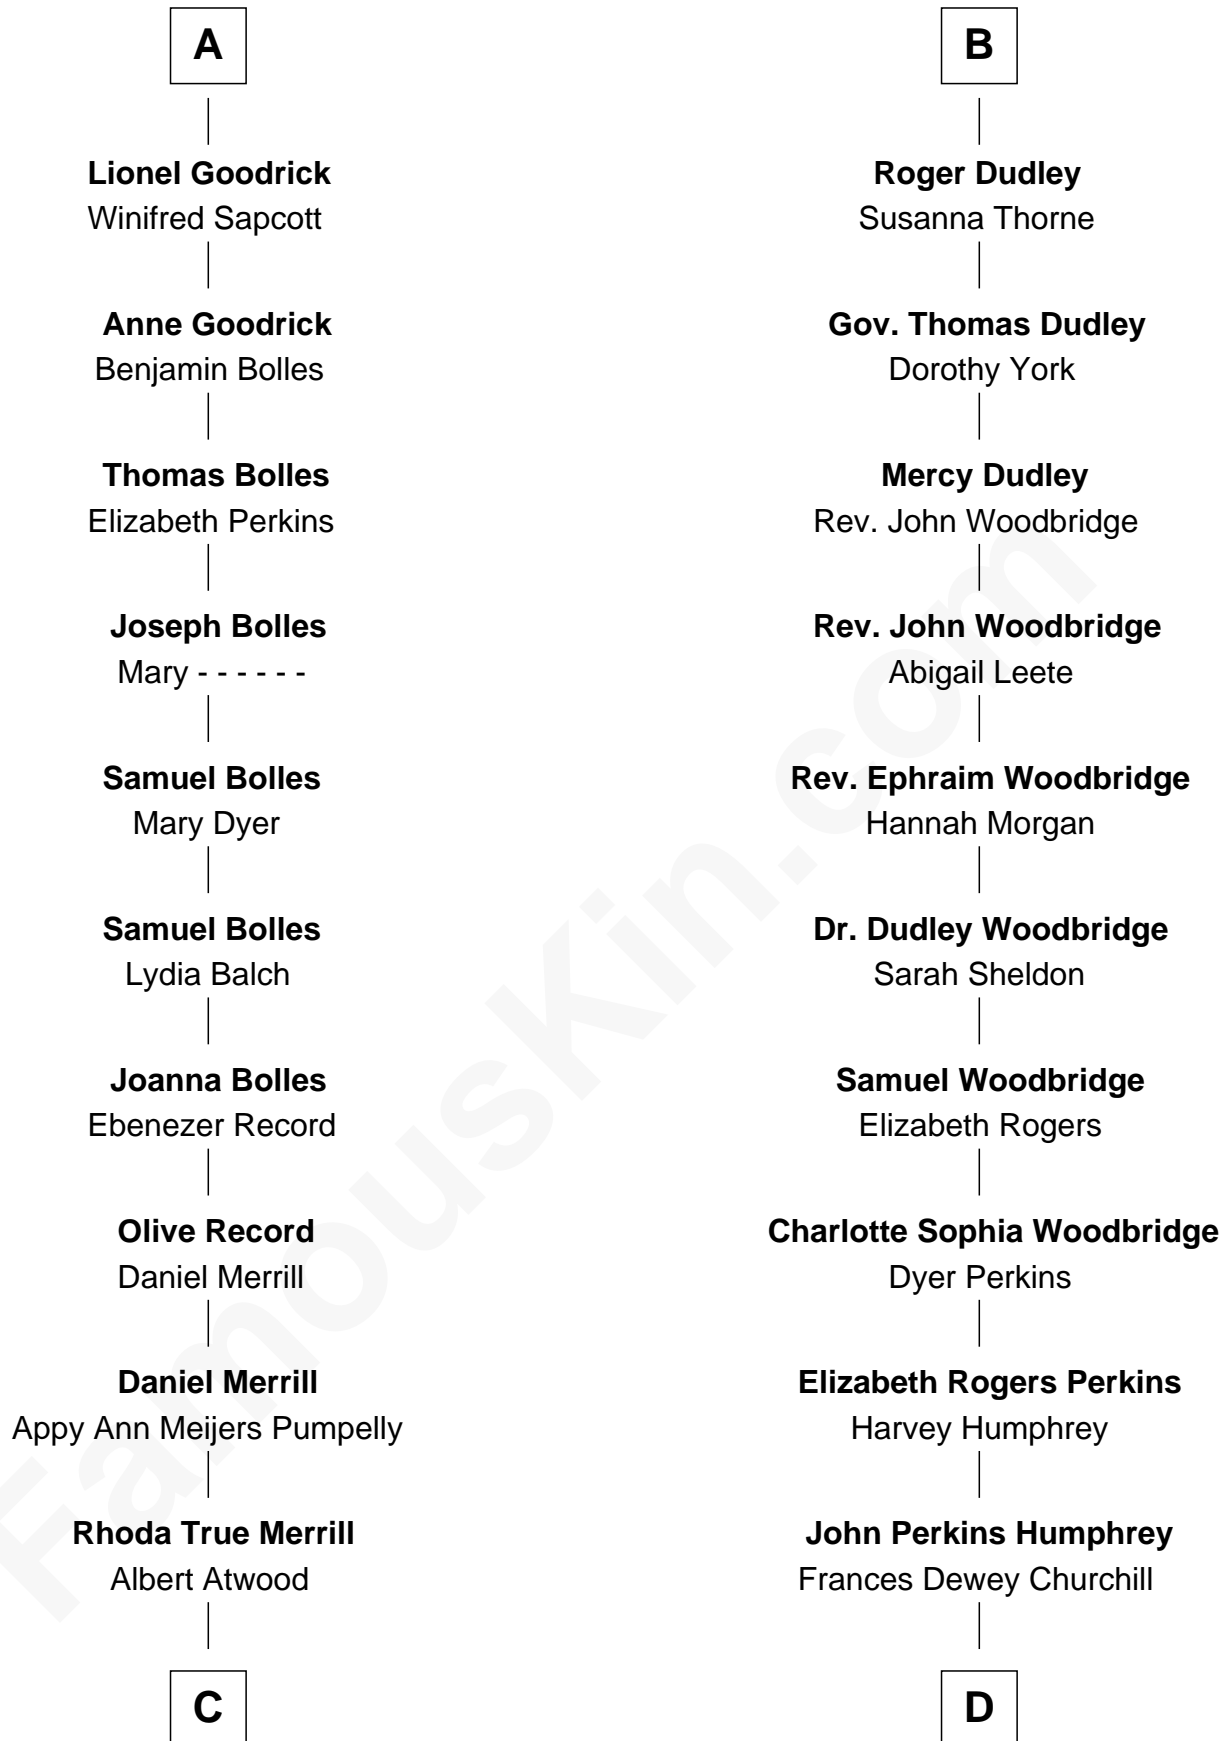 A
Lionel Goodrick
Winifred Sapcott
Anne Goodrick
Benjamin Bolles
Thomas Bolles
Elizabeth Perkins
Joseph Bolles
Mary - - - - - -
Samuel Bolles
Mary Dyer
Samuel Bolles
Lydia Balch
Joanna Bolles
Ebenezer Record
Olive Record
Daniel Merrill
Daniel Merrill
Appy Ann Meijers Pumpelly
Rhoda True Merrill
Albert Atwood
C
B
Roger Dudley
Susanna Thorne
Gov. Thomas Dudley
Dorothy York
Mercy Dudley
Rev. John Woodbridge
Rev. John Woodbridge
Abigail Leete
Rev. Ephraim Woodbridge
Hannah Morgan
Dr. Dudley Woodbridge
Sarah Sheldon
Samuel Woodbridge
Elizabeth Rogers
Charlotte Sophia Woodbridge
Dyer Perkins
Elizabeth Rogers Perkins
Harvey Humphrey
John Perkins Humphrey
Frances Dewey Churchill
D
FamousKin.com